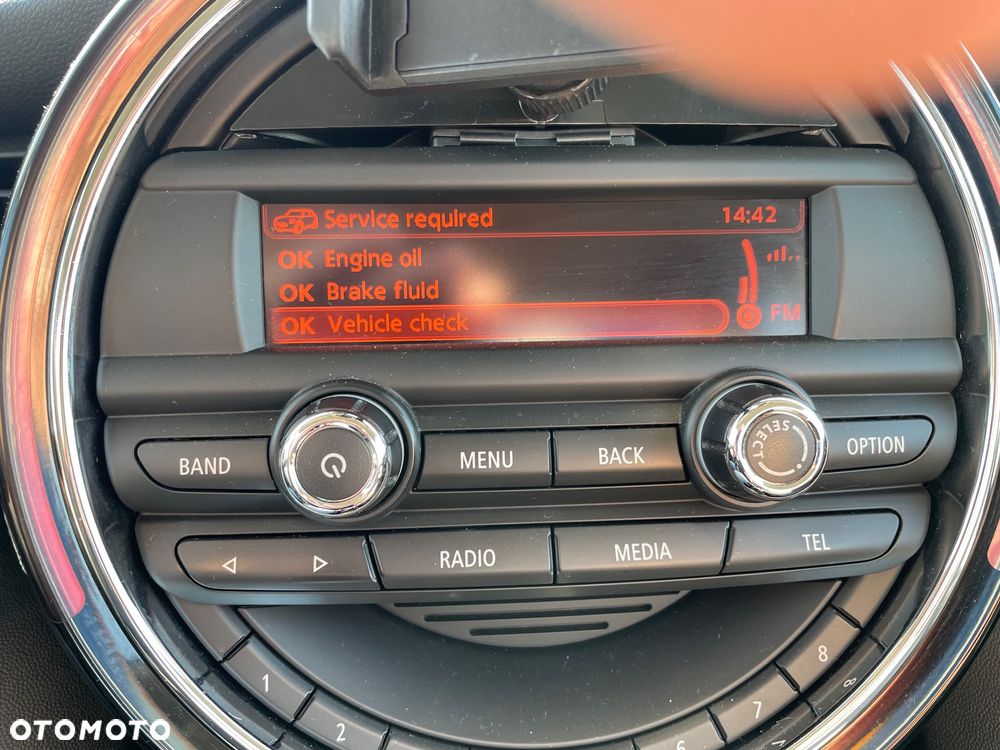 Service required 14:42
OK Engine oil
OK Brake fluid
OK Vehicle check FM
BAND MENU BACK SELECT OPTION
RADIO MEDIA TEL
1 2 6 7 8
OTOMOTO